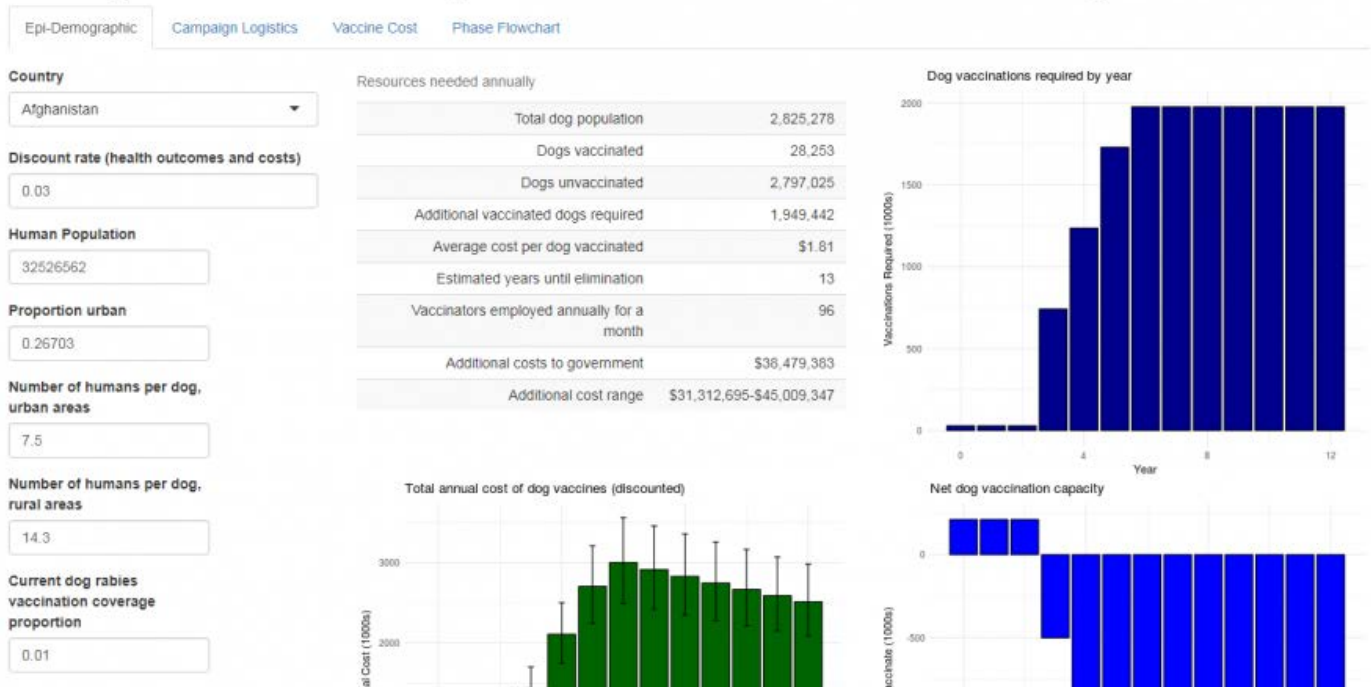 Epi-Demographic Campaign Logistics Vaccine Cost Phase Flowchart
Country
Afghanistan
Discount rate (health outcomes and costs)
0.03
Human Population
32526562
Proportion urban
0.26703
Number of humans per dog,
urban areas
7.5
Number of humans per dog,
rural areas
14.3
Current dog rabies
vaccination coverage
proportion
0.01
Resources needed annually
Total dog population 2,825,278
Dogs vaccinated 28,253
Dogs unvaccinated 2,797,025
Additional vaccinated dogs required 1,949,442
Average cost per dog vaccinated $1.81
Estimated years until elimination 13
Vaccinators employed annually for a
month 96
Additional costs to government $38,479,383
Additional cost range $31,312,695-$45,009,347
Dog vaccinations required by year
Vaccinations Required (1000s)
2000
1500
1000
500
0
0 4 8 12
Year
Total annual cost of dog vaccines (discounted)
Cost (1000s)
3000
2000
Net dog vaccination capacity
(1000s)
0
-500